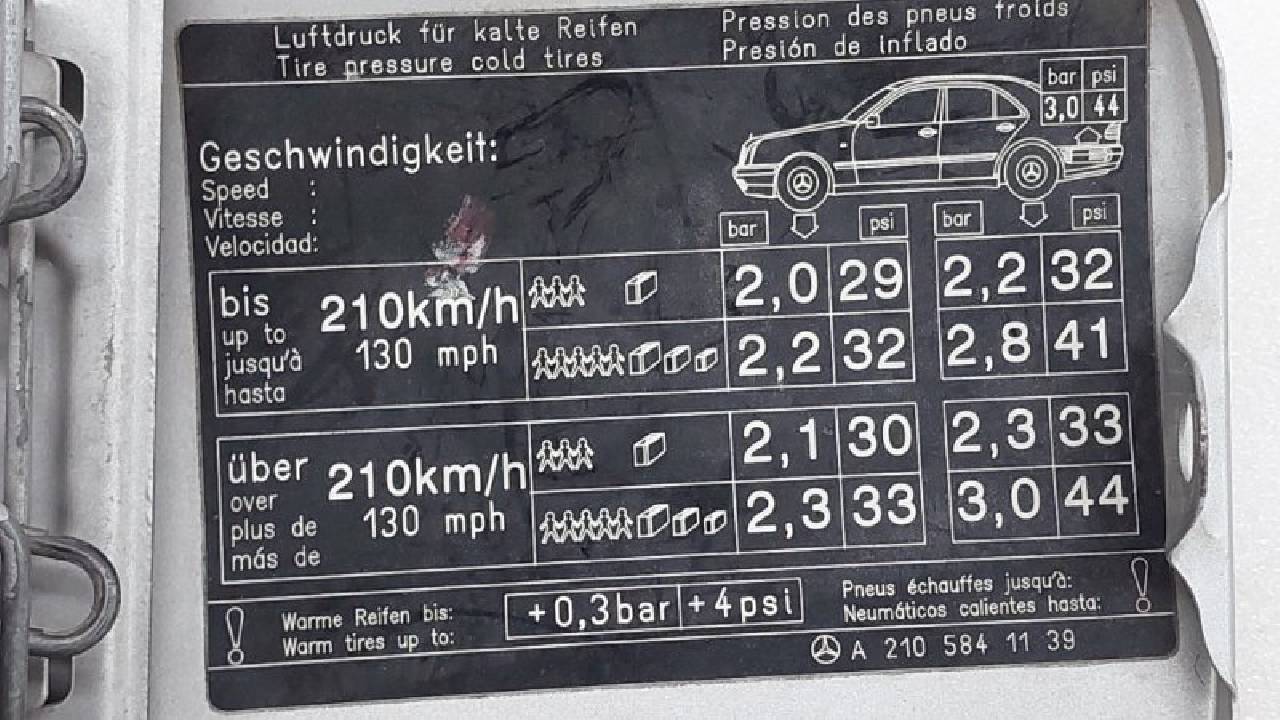 Luftdruck für kalte Reifen
Tire pressure cold tires
Pression des pneus froids
Presión de inflado
bar psi
3,0 44
Geschwindigkeit:
Speed :
Vitesse :
Velocidad:
bar psi bar psi
bis 210km/h
up to 130 mph
jusqu'à
hasta
2,0 29 2,2 32
2,2 32 2,8 41
über 210km/h
over 130 mph
plus de
más de
2,1 30 2,3 33
2,3 33 3,0 44
! Warme Reifen bis:
Warm tires up to:
+0,3bar +4psi
Pneus échauffes jusqu'à:
Neumáticos calientes hasta: !
A 210 584 11 39